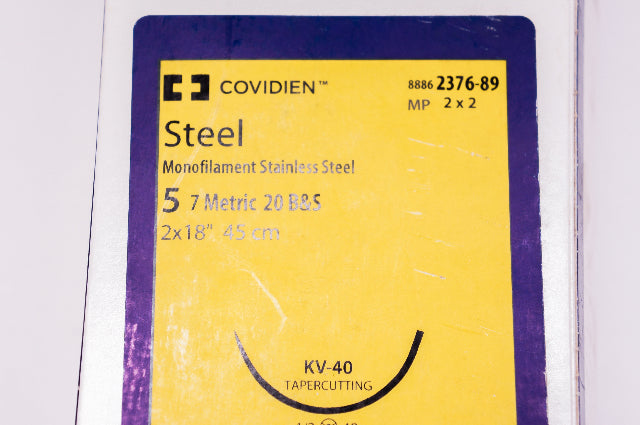 COVIDIEN™
8886 2376-89
MP 2 x 2
Steel
Monofilament Stainless Steel
5 7 Metric 20 B&S
2x18" 45 cm
KV-40
TAPERCUTTING